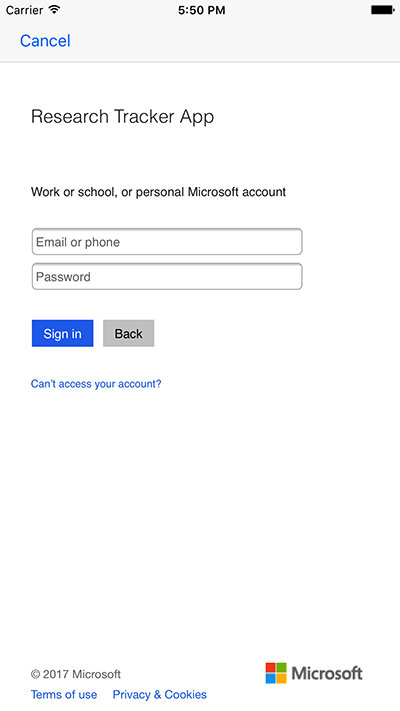 Carrier 5:50 PM
Cancel
Research Tracker App
Work or school, or personal Microsoft account
Email or phone
Password
Sign in Back
Can't access your account?
© 2017 Microsoft
Microsoft
Terms of use Privacy & Cookies